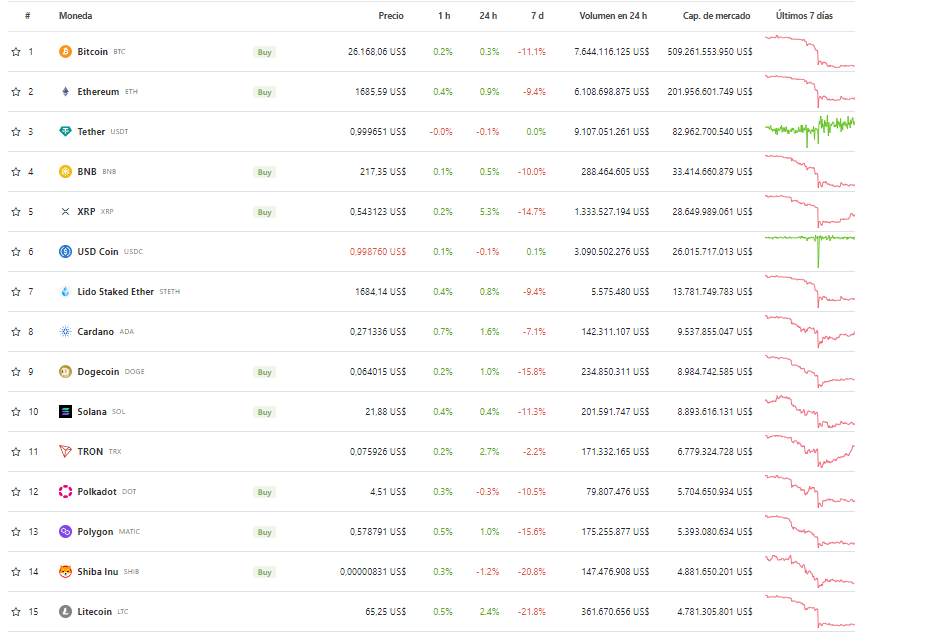 # Moneda Precio 1 h 24 h 7 d Volumen en 24 h Cap. de mercado Últimos 7 días
1 Bitcoin BTC Buy 26.168,06 US$ 0.2% 0.3% -11.1% 7.644.116.125 US$ 509.261.553.950 US$
2 Ethereum ETH Buy 1685,59 US$ 0.4% 0.9% -9.4% 6.108.698.875 US$ 201.956.601.749 US$
3 Tether USDT 0,999651 US$ -0.0% -0.1% 0.0% 9.107.051.261 US$ 82.962.700.540 US$
4 BNB BNB Buy 217,35 US$ 0.1% 0.5% -10.0% 288.464.605 US$ 33.414.660.879 US$
5 XRP XRP Buy 0,543123 US$ 0.2% 5.3% -14.7% 1.333.527.194 US$ 28.649.989.061 US$
6 USD Coin USDC 0,998760 US$ 0.1% -0.1% 0.1% 3.090.502.276 US$ 26.015.717.013 US$
7 Lido Staked Ether STETH 1684,14 US$ 0.4% 0.8% -9.4% 5.575.480 US$ 13.781.749.783 US$
8 Cardano ADA 0,271336 US$ 0.7% 1.6% -7.1% 142.311.107 US$ 9.537.855.047 US$
9 Dogecoin DOGE Buy 0,064015 US$ 0.2% 1.0% -15.8% 234.850.311 US$ 8.984.742.585 US$
10 Solana SOL Buy 21,88 US$ 0.4% 0.4% -11.3% 201.591.747 US$ 8.893.616.131 US$
11 TRON TRX 0,075926 US$ 0.2% 2.7% -2.2% 171.332.165 US$ 6.779.324.728 US$
12 Polkadot DOT Buy 4,51 US$ 0.3% -0.3% -10.5% 79.807.476 US$ 5.704.650.934 US$
13 Polygon MATIC Buy 0,578791 US$ 0.5% 1.0% -15.6% 175.255.877 US$ 5.393.080.634 US$
14 Shiba Inu SHIB Buy 0,00000831 US$ 0.3% -1.2% -20.8% 147.476.908 US$ 4.881.650.201 US$
15 Litecoin LTC 65,25 US$ 0.5% 2.4% -21.8% 361.670.656 US$ 4.781.305.801 US$